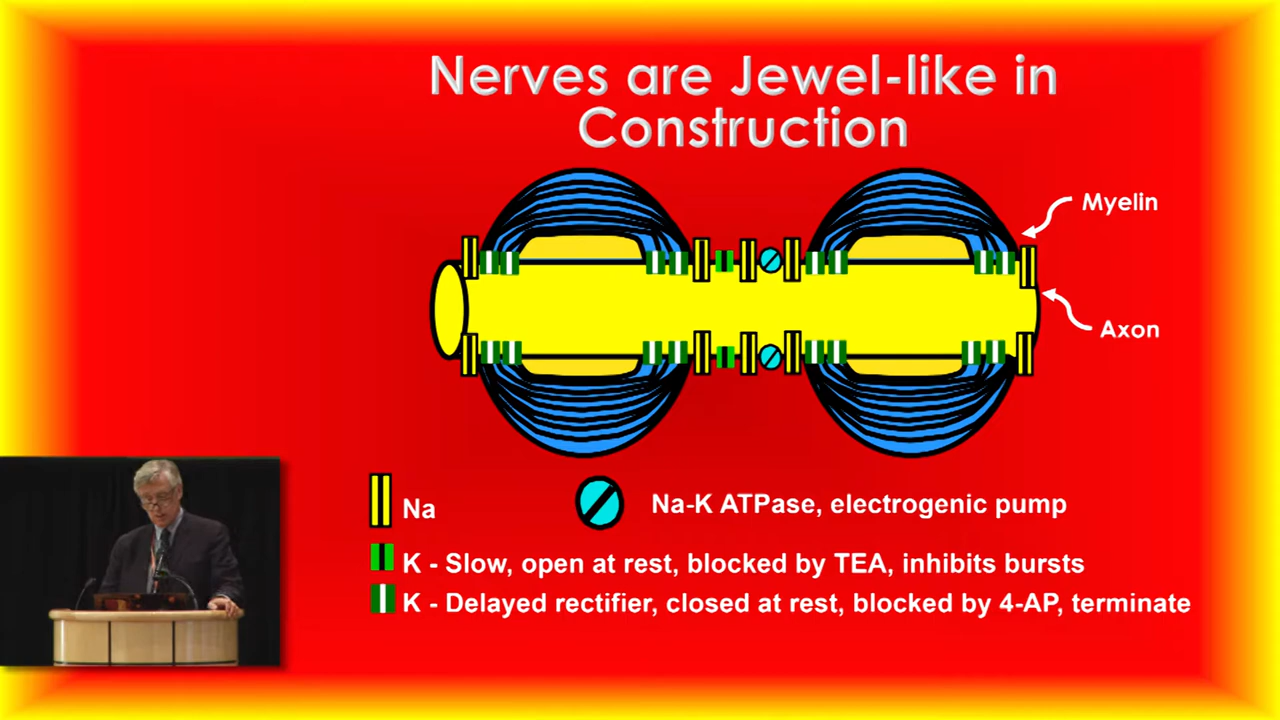 Nerves are Jewel-like in
Construction
Myelin
Axon
Na
Na-K ATPase, electrogenic pump
K - Slow, open at rest, blocked by TEA, inhibits bursts
K - Delayed rectifier, closed at rest, blocked by 4-AP, terminate